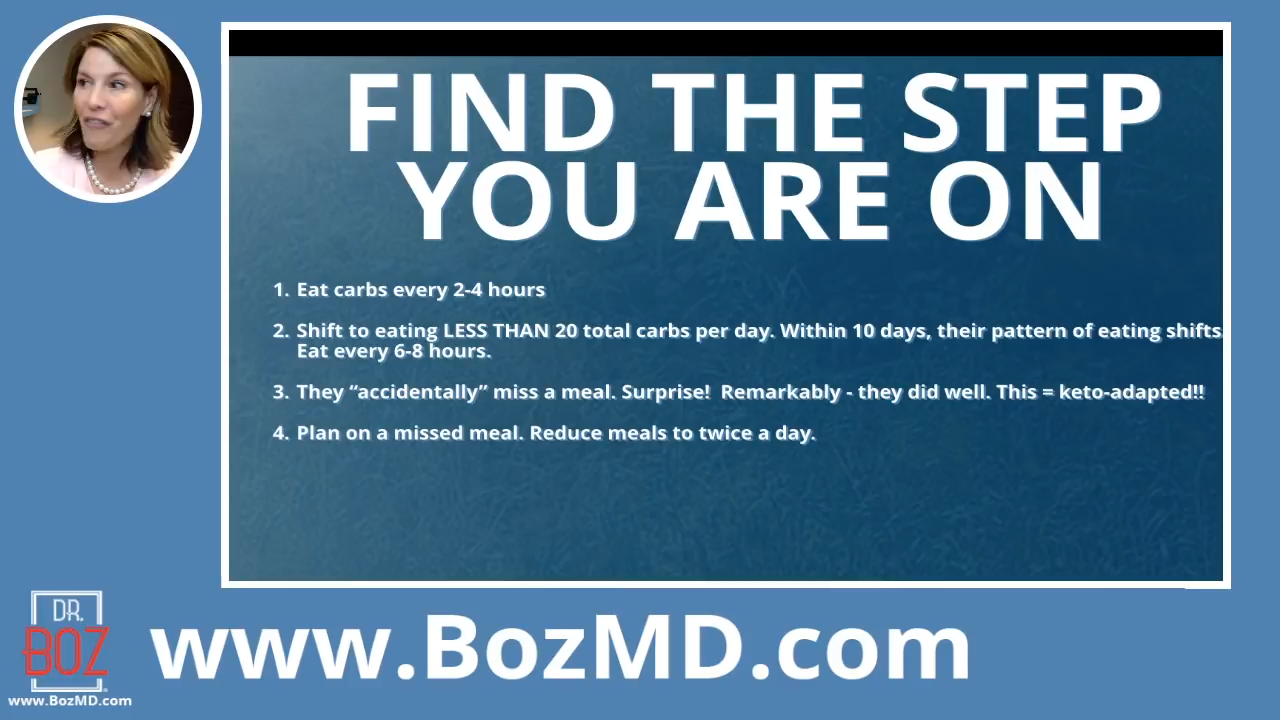 FIND THE STEP
YOU ARE ON
1. Eat carbs every 2-4 hours
2. Shift to eating LESS THAN 20 total carbs per day. Within 10 days, their pattern of eating shifts.
Eat every 6-8 hours.
3. They “accidentally” miss a meal. Surprise!  Remarkably - they did well. This = keto-adapted!!
4. Plan on a missed meal. Reduce meals to twice a day.
DR.
BOZ
www.BozMD.com
www.BozMD.com